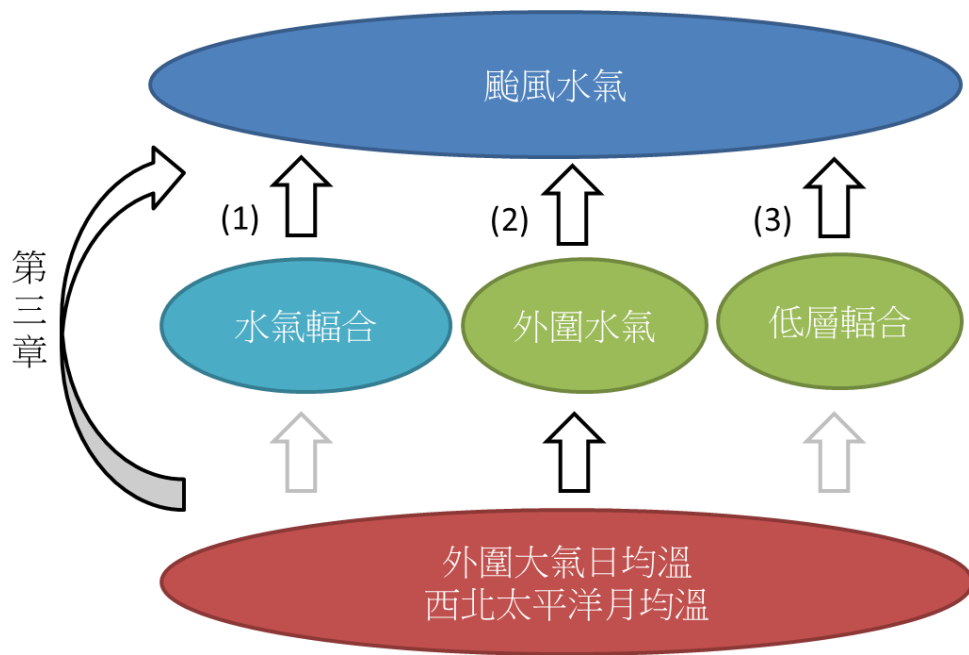 颱風水氣
(1)
(2)
(3)
第三章
水氣輻合
外圍水氣
低層輻合
外圍大氣日均溫
西北太平洋月均溫